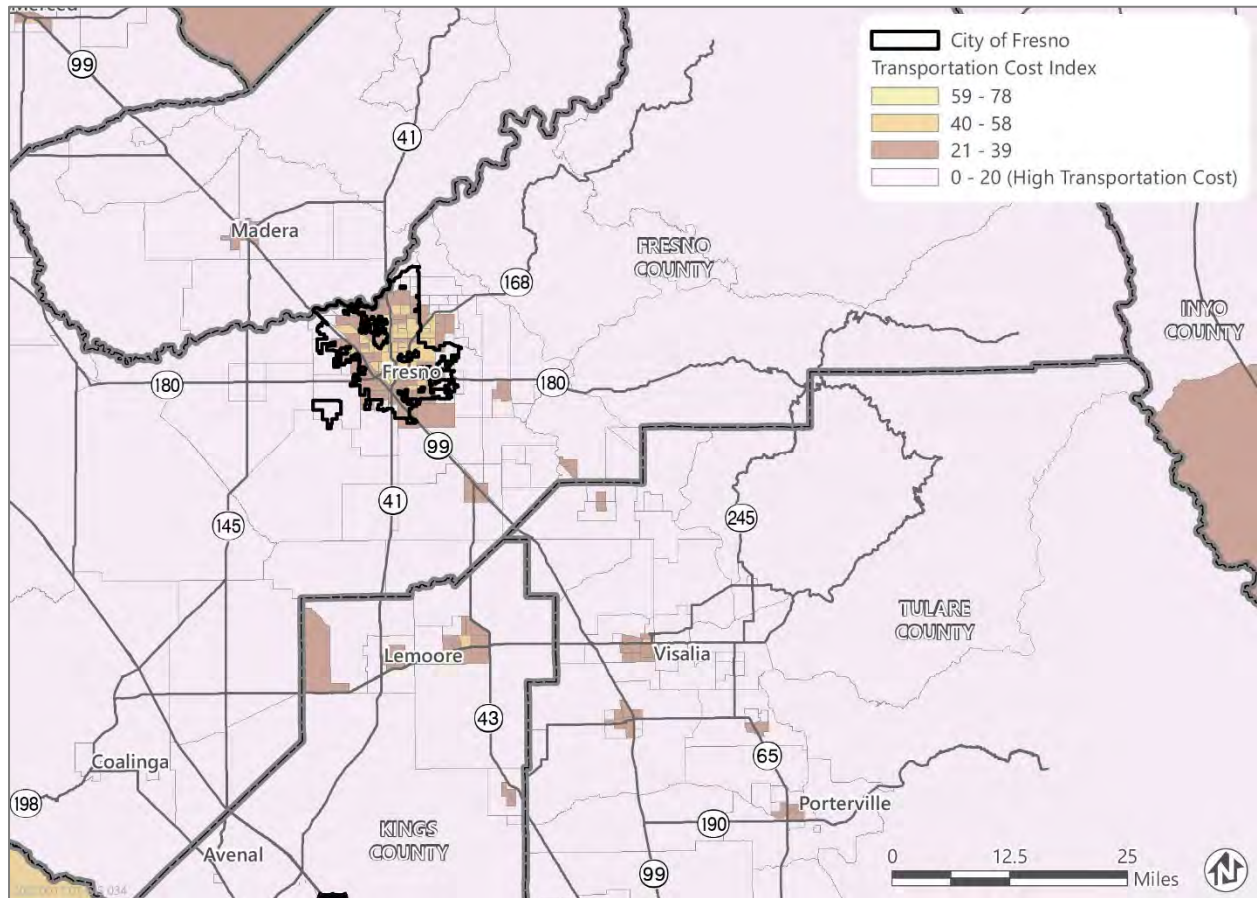 Merced
99
41
City of Fresno
Transportation Cost Index
59 - 78
40 - 58
21 - 39
0 - 20 (High Transportation Cost)
Madera
FRESNO
COUNTY
168
INYO
COUNTY
180
Fresno
180
99
41
145
245
TULARE
COUNTY
Lemoore
Visalia
43
65
Coalinga
198
Porterville
190
KINGS
COUNTY
Avenal
99
0 12.5 25
Miles
N